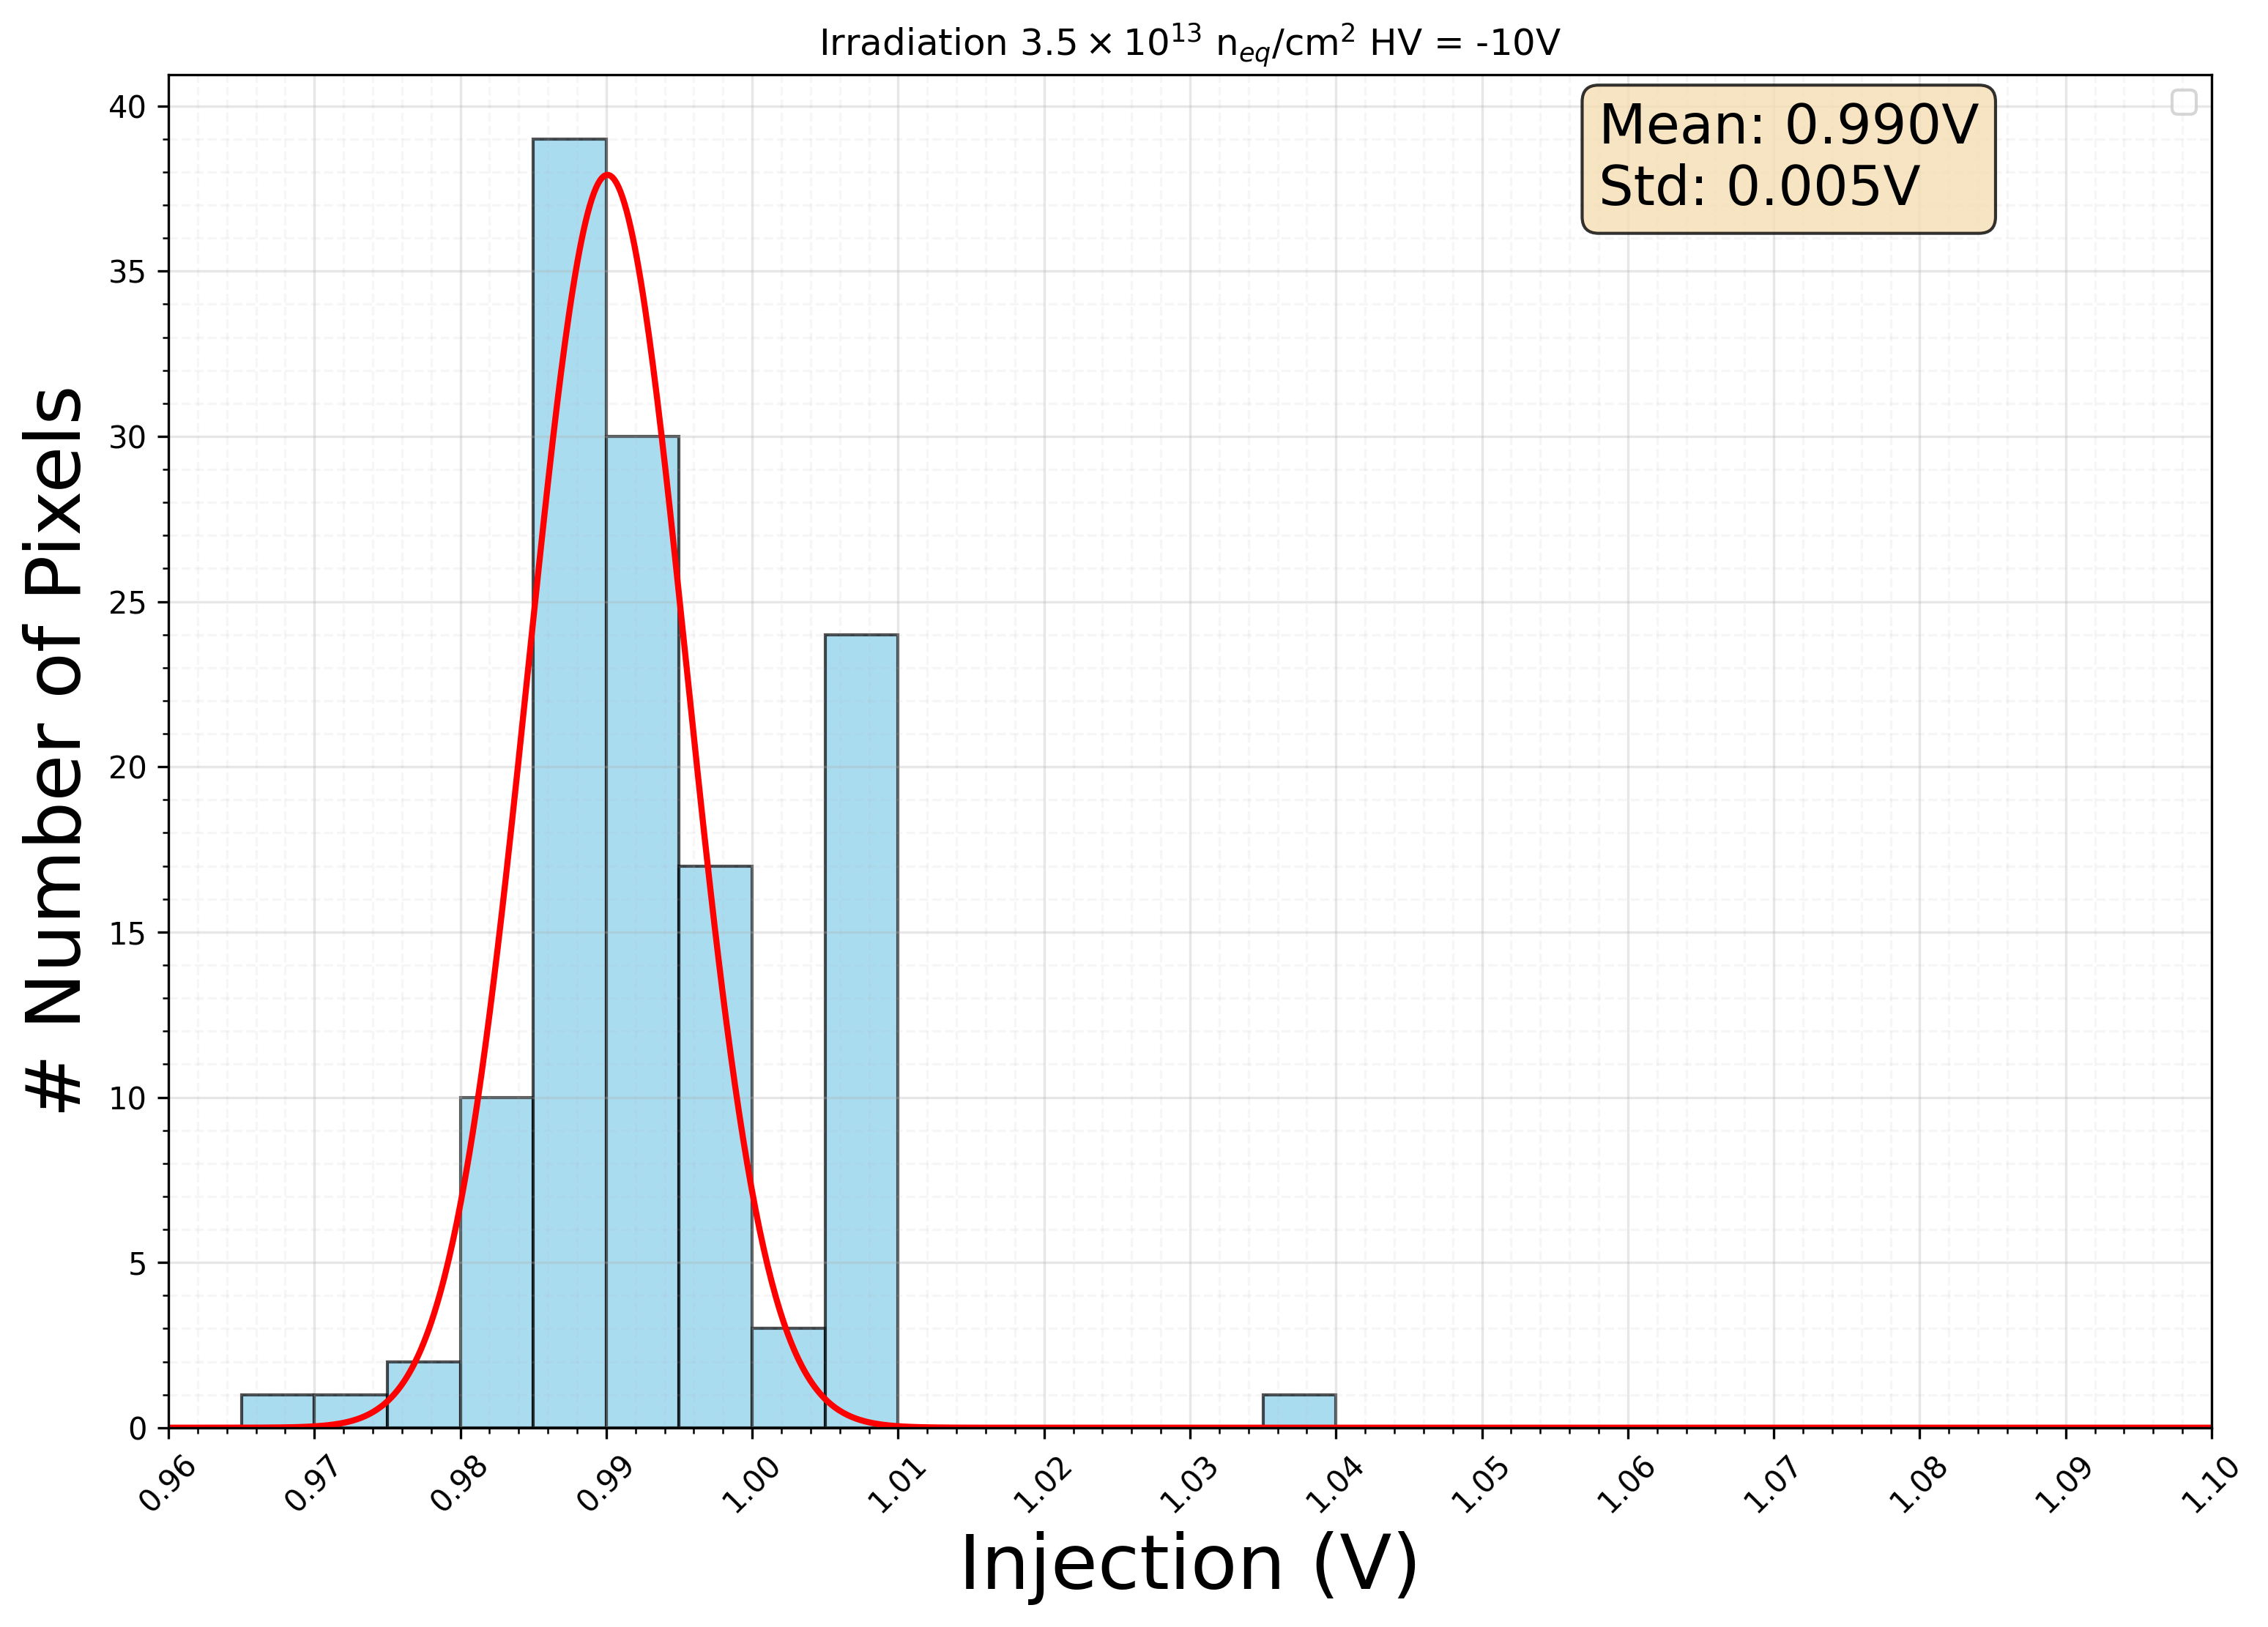 Irradiation 3.5 × 10¹³ n_eq/cm² HV = -10V
Mean: 0.990V
Std: 0.005V
# Number of Pixels
40
35
30
25
20
15
10
5
0
0.96 0.97 0.98 0.99 1.00 1.01 1.02 1.03 1.04 1.05 1.06 1.07 1.08 1.09 1.10
Injection (V)